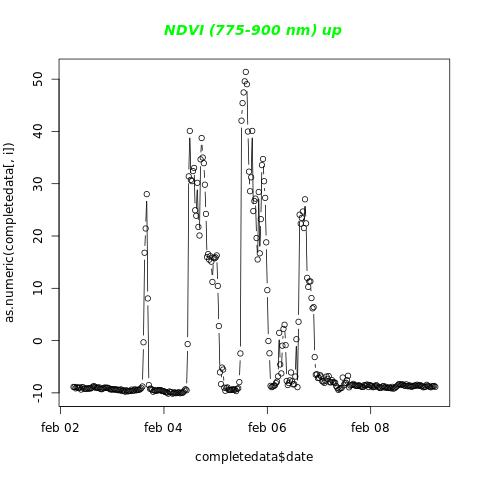 NDVI (775-900 nm) up
as.numeric(completedata[, i])
50
40
30
20
10
0
-10
feb 02
feb 04
feb 06
feb 08
completedata$date